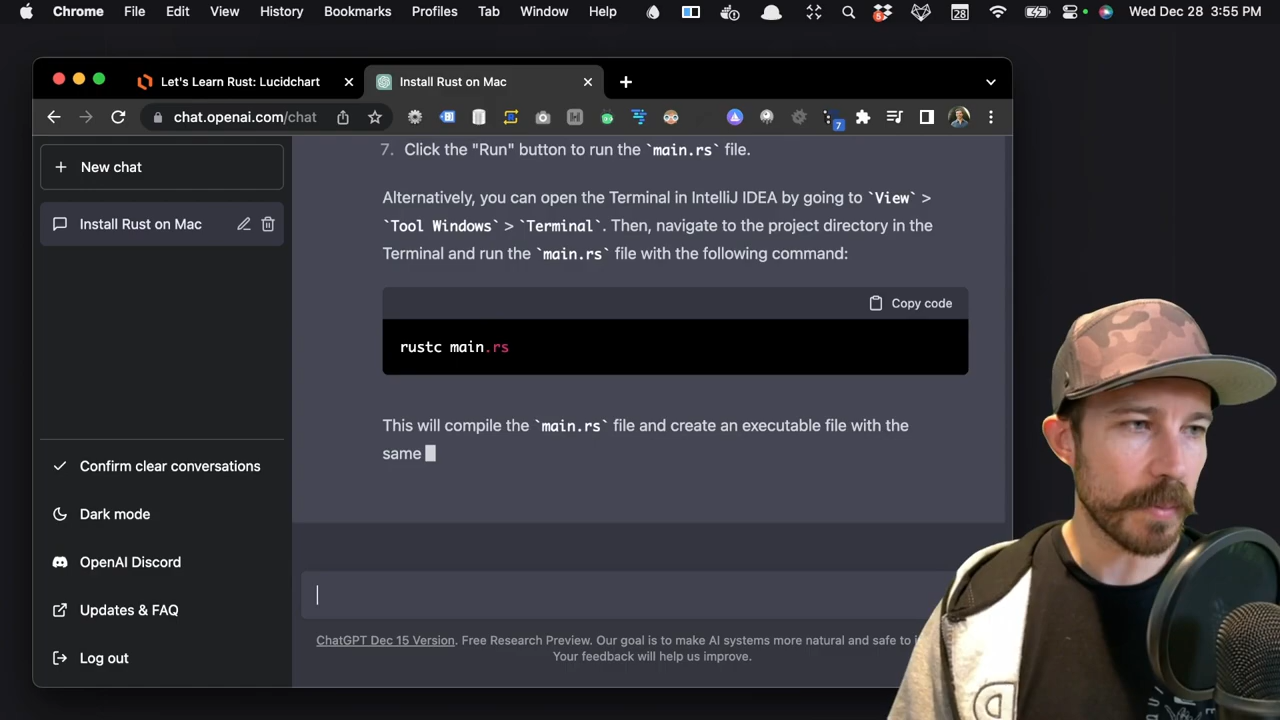 Chrome File Edit View History Bookmarks Profiles Tab Window Help 5 28 Wed Dec 28 3:55 PM
Let's Learn Rust: Lucidchart Install Rust on Mac
chat.openai.com/chat 7
New chat
Install Rust on Mac
7. Click the "Run" button to run the `main.rs` file.
Alternatively, you can open the Terminal in IntelliJ IDEA by going to `View` >
`Tool Windows` > `Terminal`. Then, navigate to the project directory in the
Terminal and run the `main.rs` file with the following command:
Copy code
rustc main.rs
This will compile the `main.rs` file and create an executable file with the
same
Confirm clear conversations
Dark mode
OpenAI Discord
Updates & FAQ
Log out
ChatGPT Dec 15 Version. Free Research Preview. Our goal is to make AI systems more natural and safe to
Your feedback will help us improve.